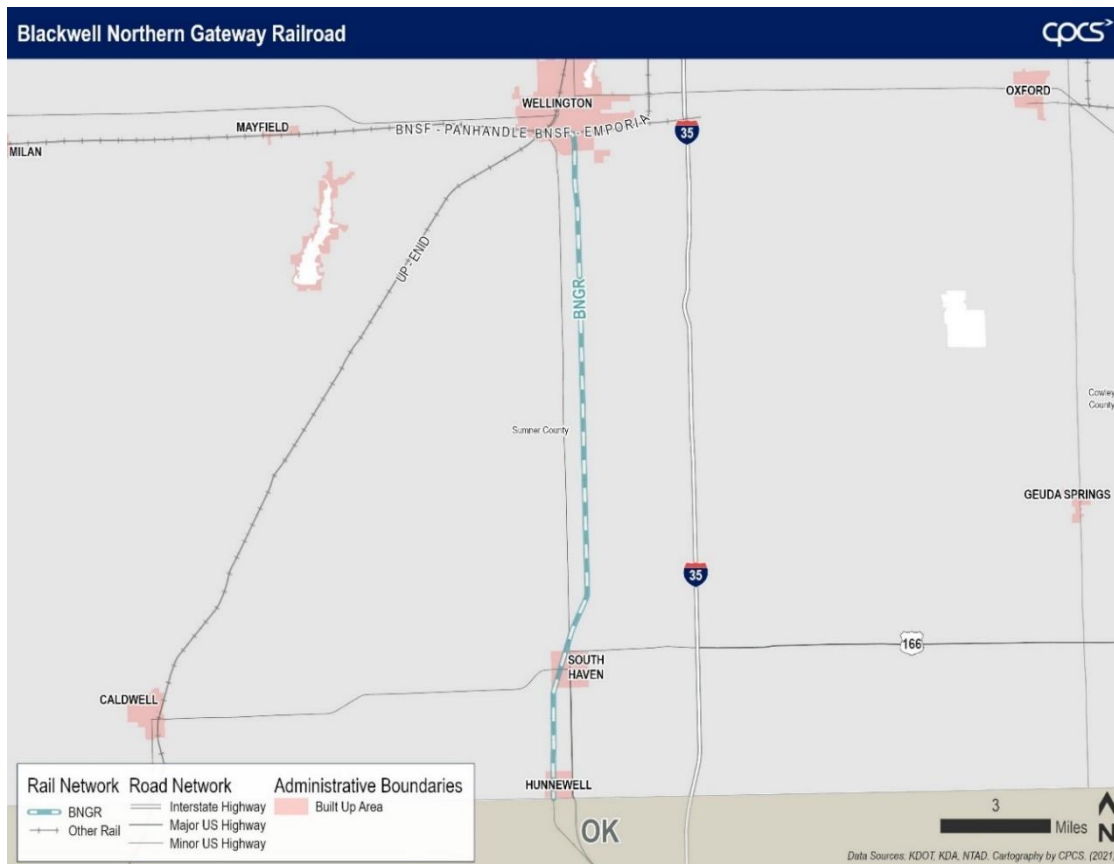 Blackwell Northern Gateway Railroad
cpcs
WELLINGTON
OXFORD
MAYFIELD
BNSF - PANHANDLE
BNSF - EMPORIA
35
MILAN
UP - ENID
BNGR
Sumner County
Cowley
County
GEUDA SPRINGS
35
166
SOUTH
HAVEN
CALDWELL
HUNNEWELL
OK
Rail Network
BNGR
Other Rail
Road Network
Interstate Highway
Major US Highway
Minor US Highway
Administrative Boundaries
Built Up Area
3
Miles
N
Data Sources: KDOT, KDA, NTAD. Cartography by CPCS. (2021)